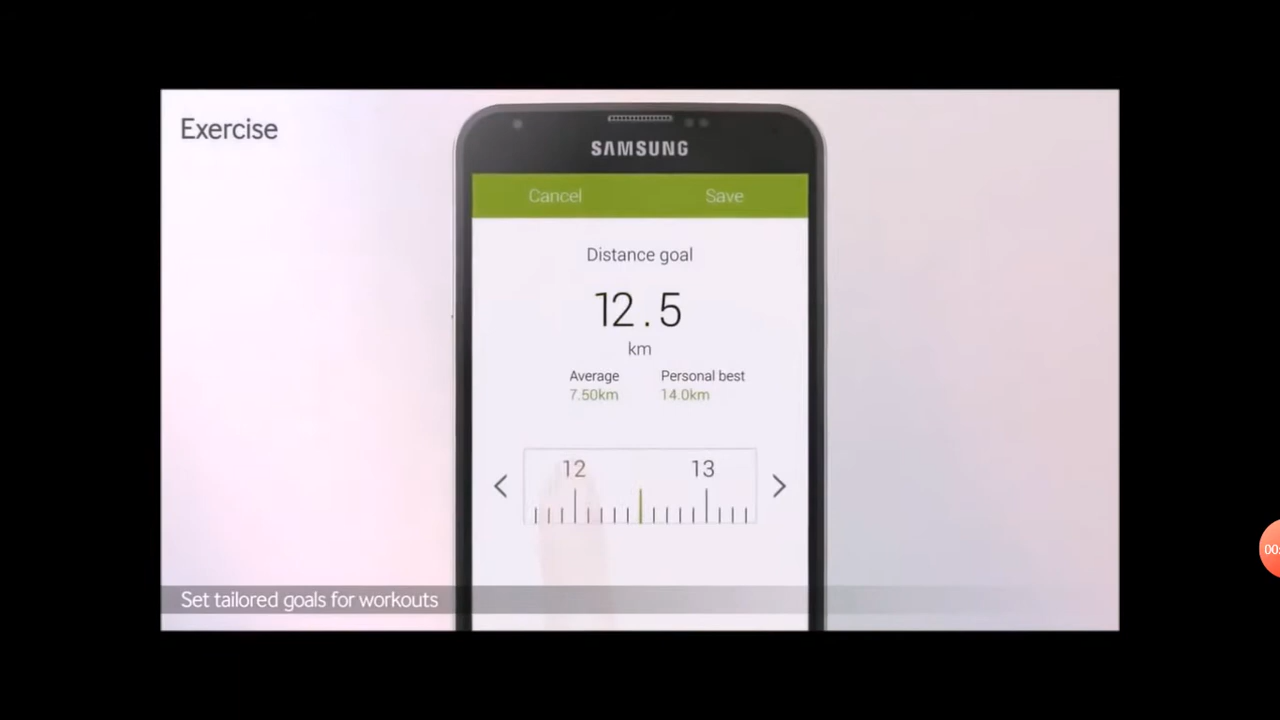 Exercise
SAMSUNG
Cancel Save
Distance goal
12.5
km
Average Personal best
7.50km 14.0km
12 13
Set tailored goals for workouts